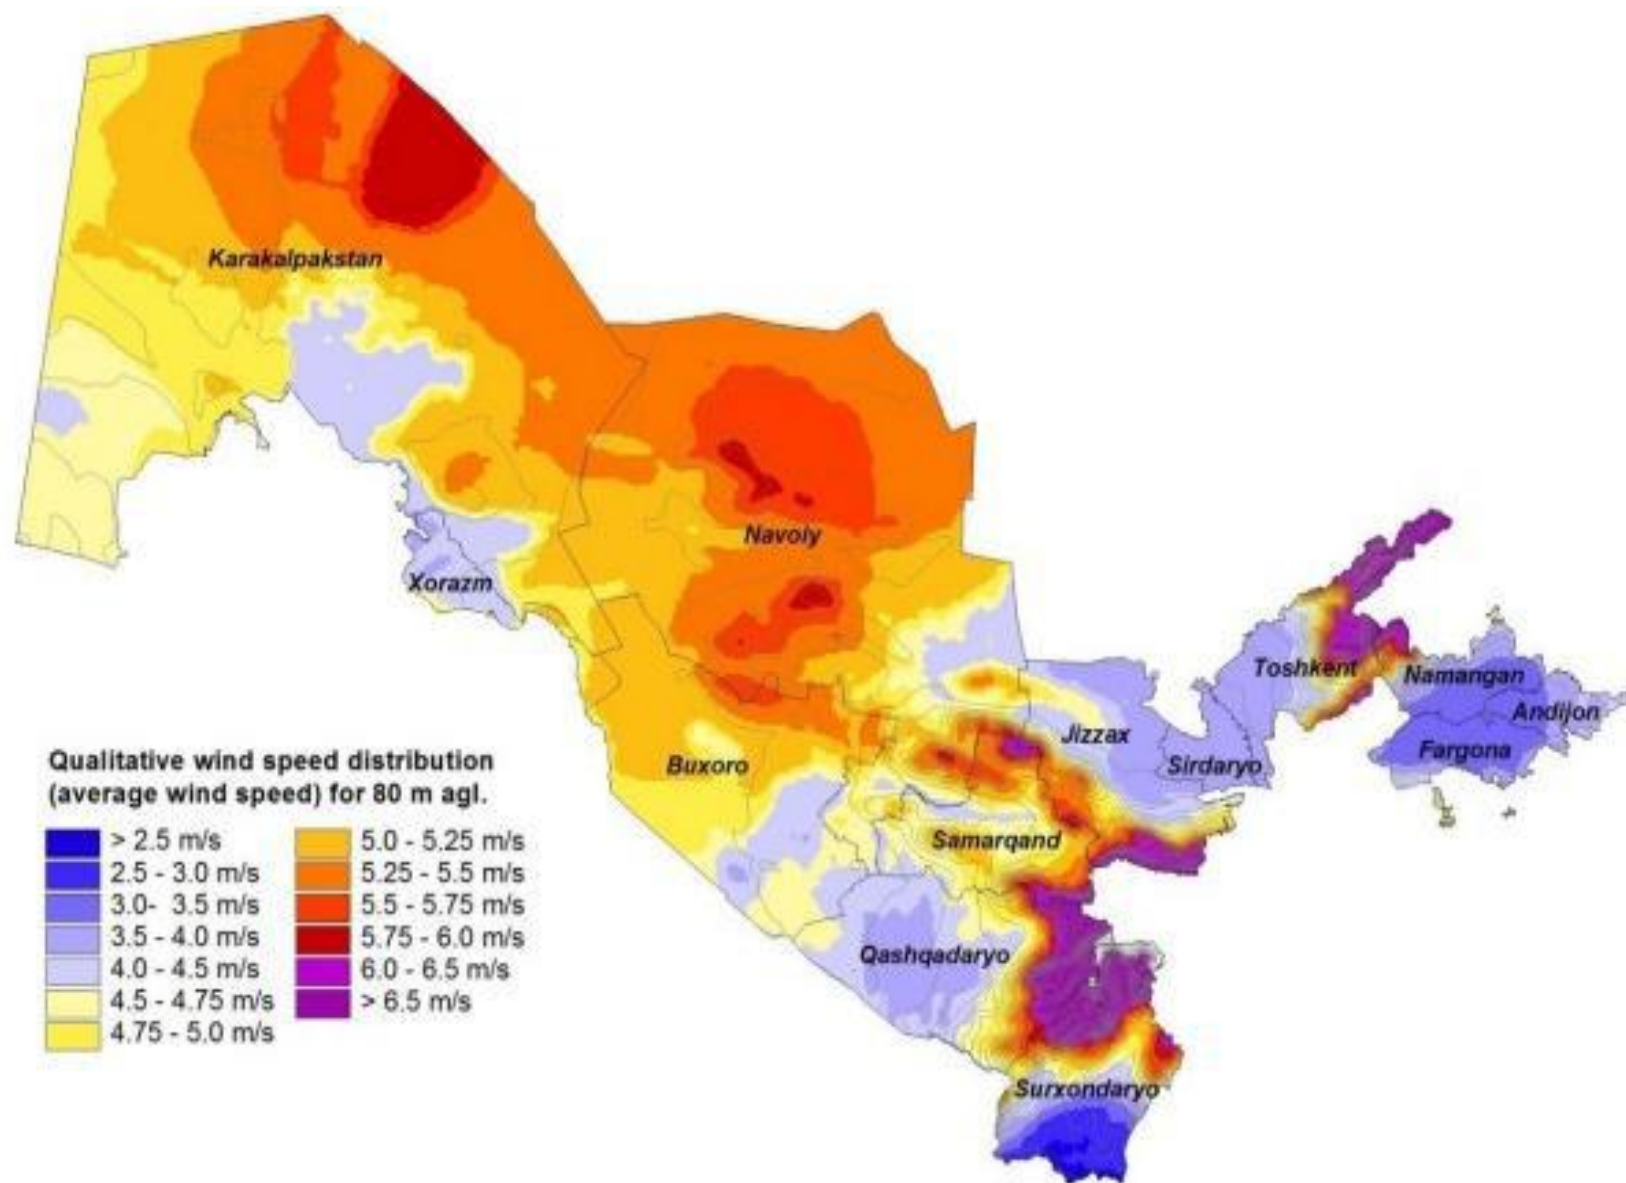 Karakalpakstan
Navoiy
Xorazm
Toshkent
Namangan
Andijon
Fargona
Jizzax
Sirdaryo
Buxoro
Samarqand
Qashqadaryo
Surxondaryo
Qualitative wind speed distribution
(average wind speed) for 80 m agl.
> 2.5 m/s
2.5 - 3.0 m/s
3.0- 3.5 m/s
3.5 - 4.0 m/s
4.0 - 4.5 m/s
4.5 - 4.75 m/s
4.75 - 5.0 m/s
5.0 - 5.25 m/s
5.25 - 5.5 m/s
5.5 - 5.75 m/s
5.75 - 6.0 m/s
6.0 - 6.5 m/s
> 6.5 m/s